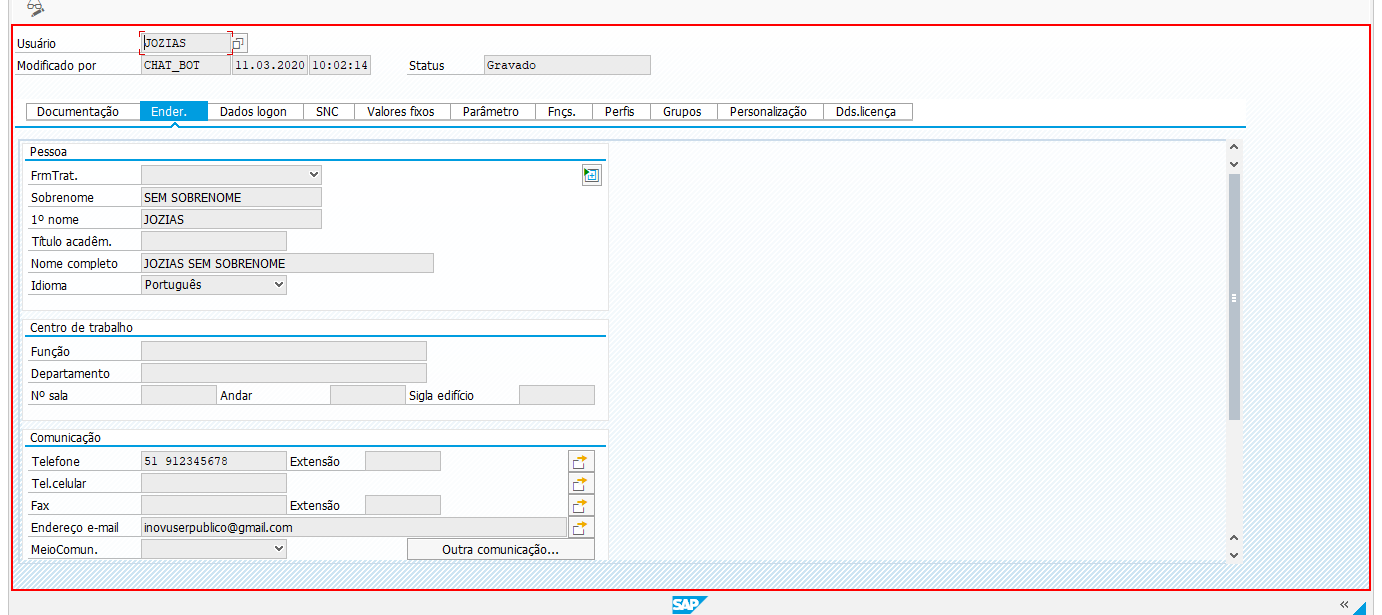 Usuário JOZIAS
Modificado por CHAT_BOT 11.03.2020 10:02:14 Status Gravado
Documentação Ender. Dados logon SNC Valores fixos Parâmetro Fnçs. Perfis Grupos Personalização Dds.licença
Pessoa
FrmTrat.
Sobrenome SEM SOBRENOME
1º nome JOZIAS
Título acadêm.
Nome completo JOZIAS SEM SOBRENOME
Idioma Português
Centro de trabalho
Função
Departamento
Nº sala Andar Sigla edifício
Comunicação
Telefone 51 912345678 Extensão
Tel.celular
Fax Extensão
Endereço e-mail inovuserpublico@gmail.com
MeioComun. Outra comunicação...
SAP